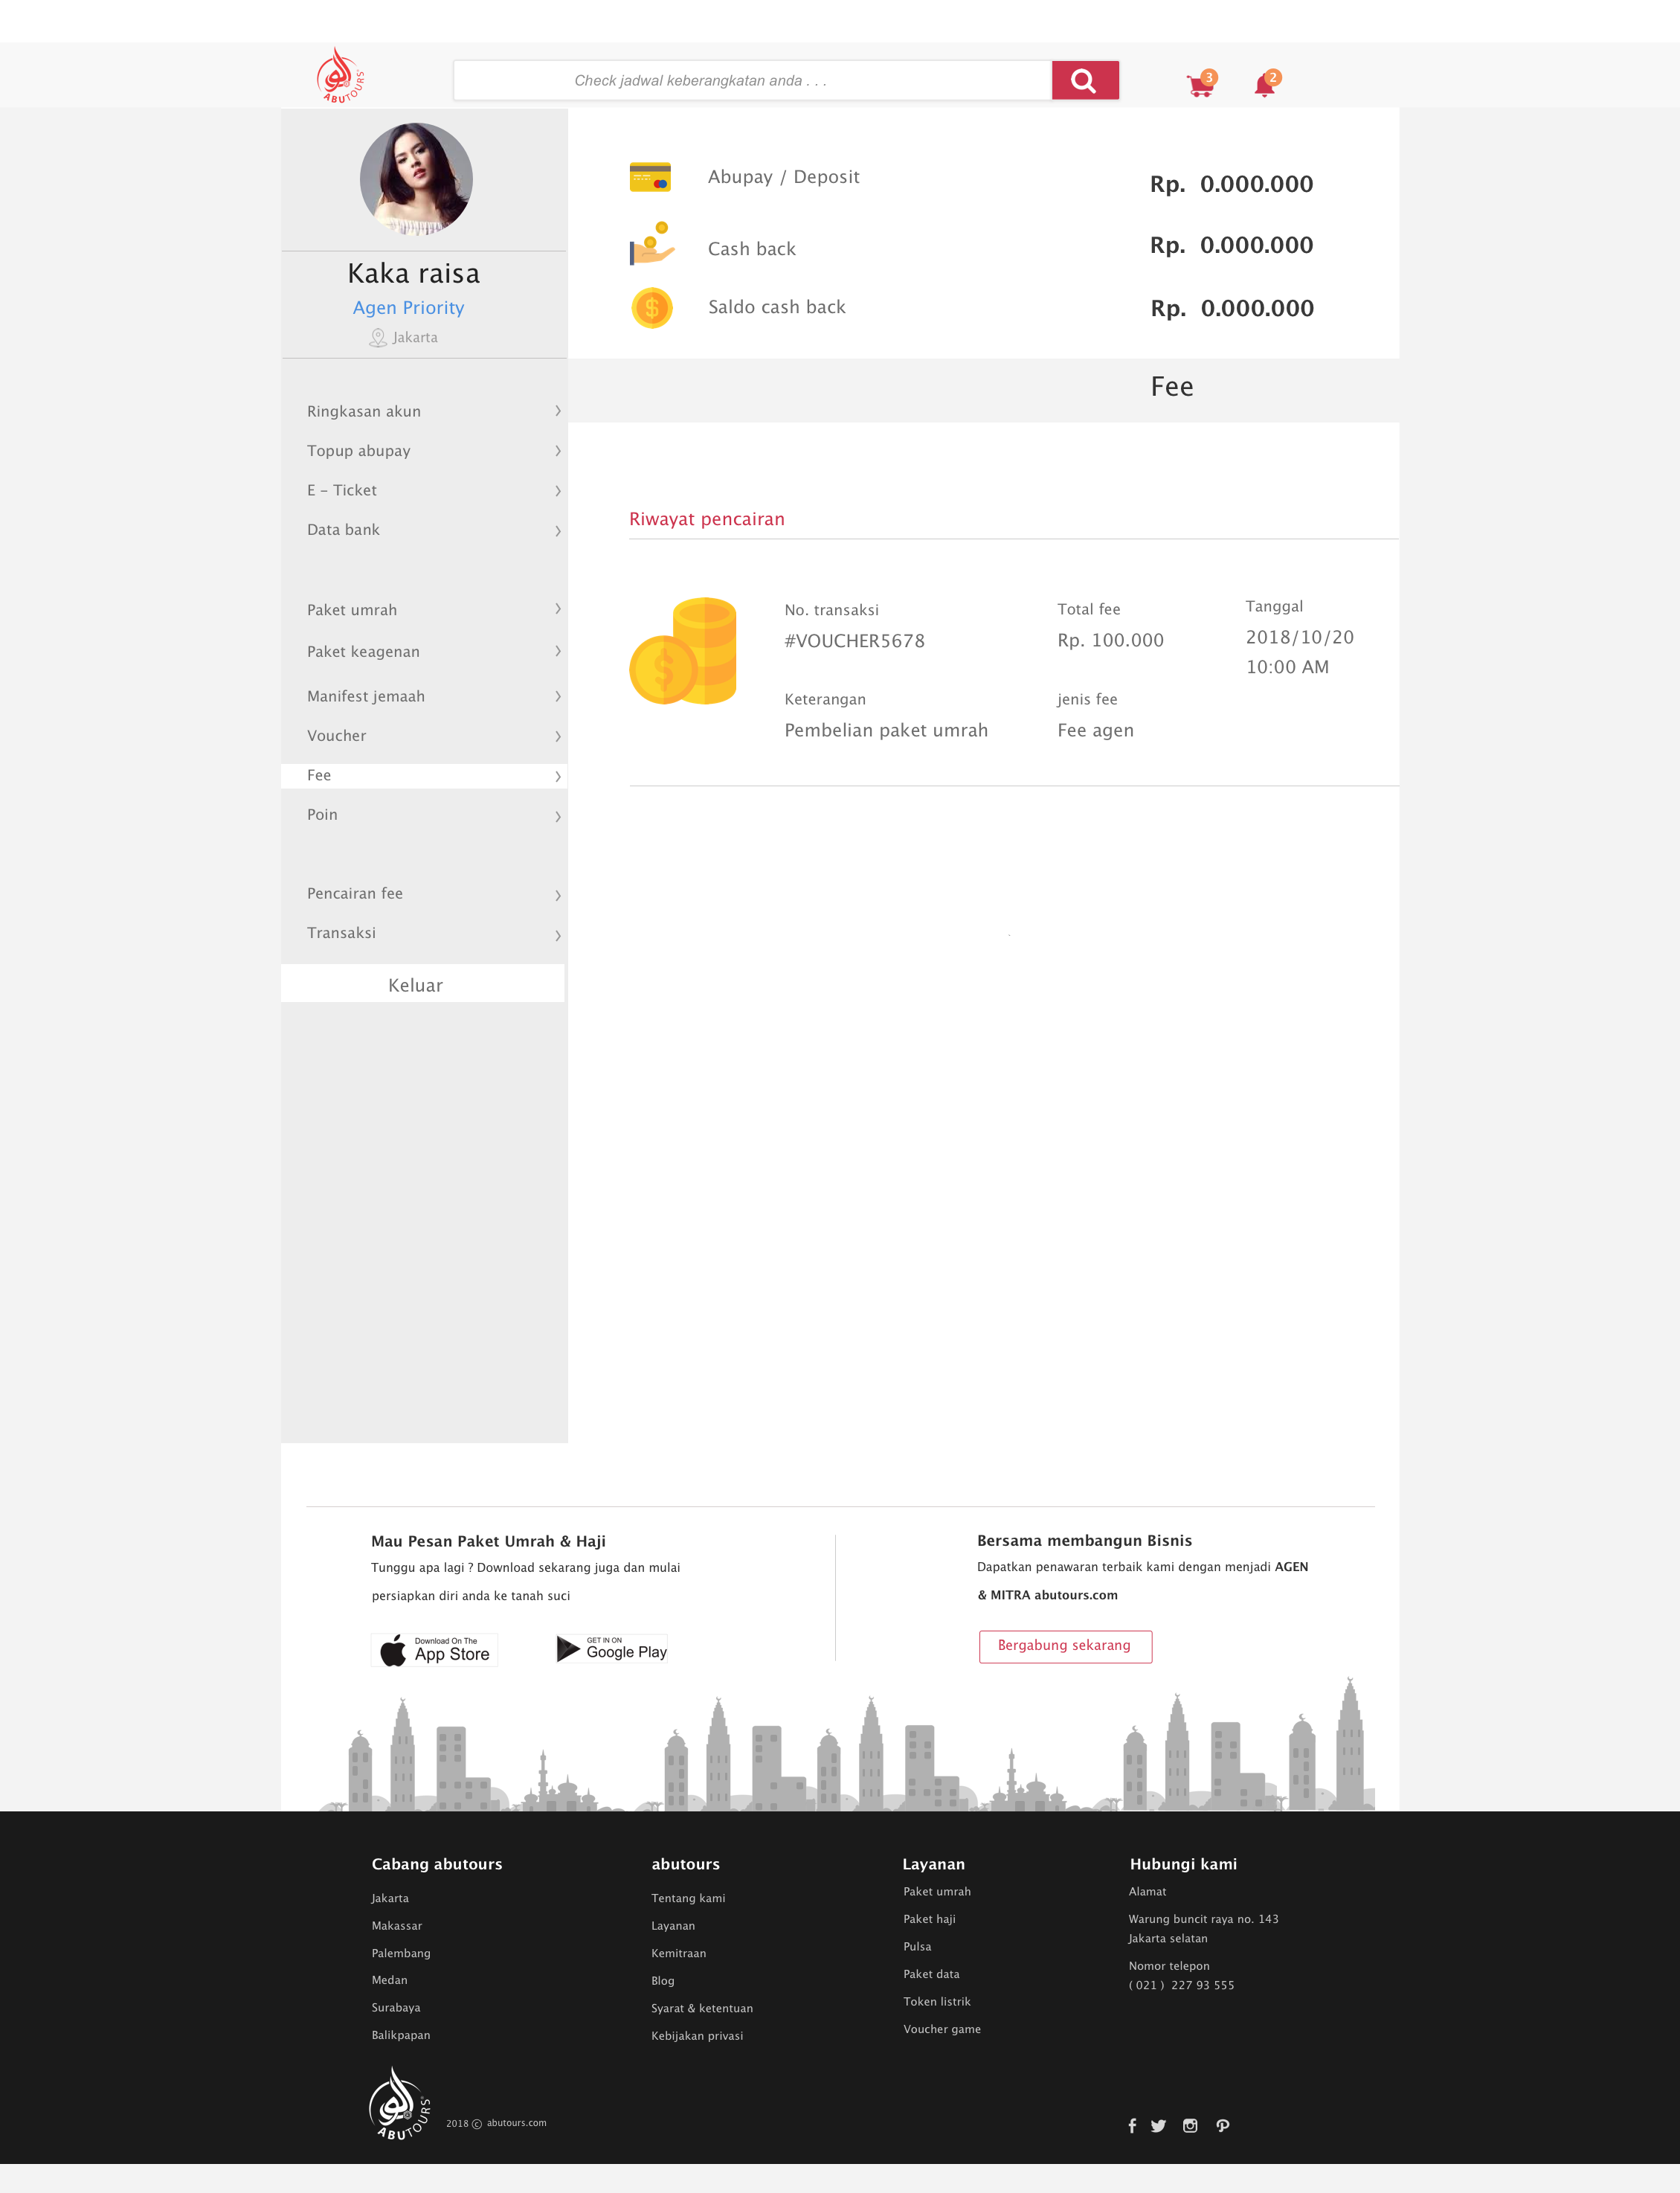 ABUTOURS
Check jadwal keberangkatan anda . . .
3
2
Kaka raisa
Agen Priority
Jakarta
Abupay / Deposit
Rp. 0.000.000
Cash back
Rp. 0.000.000
Saldo cash back
Rp. 0.000.000
Fee
Ringkasan akun
Topup abupay
E - Ticket
Data bank
Paket umrah
Paket keagenan
Manifest jemaah
Voucher
Fee
Poin
Pencairan fee
Transaksi
Keluar
Riwayat pencairan
No. transaksi
#VOUCHER5678
Total fee
Rp. 100.000
Tanggal
2018/10/20
10:00 AM
Keterangan
Pembelian paket umrah
jenis fee
Fee agen
Mau Pesan Paket Umrah & Haji
Tunggu apa lagi ? Download sekarang juga dan mulai
persiapkan diri anda ke tanah suci
Download On The
App Store
GET IN ON
Google Play
Bersama membangun Bisnis
Dapatkan penawaran terbaik kami dengan menjadi AGEN
& MITRA abutours.com
Bergabung sekarang
Cabang abutours
Jakarta
Makassar
Palembang
Medan
Surabaya
Balikpapan
abutours
Tentang kami
Layanan
Kemitraan
Blog
Syarat & ketentuan
Kebijakan privasi
Layanan
Paket umrah
Paket haji
Pulsa
Paket data
Token listrik
Voucher game
Hubungi kami
Alamat
Warung buncit raya no. 143
Jakarta selatan
Nomor telepon
( 021 ) 227 93 555
ABUTOURS
2018 © abutours.com